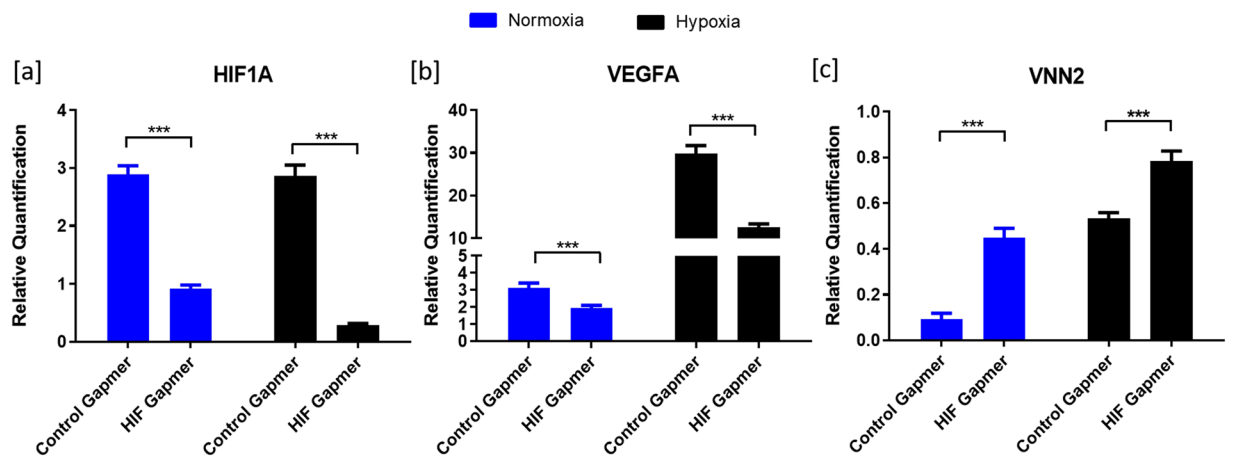 Normoxia Hypoxia
[a] HIF1A
Relative Quantification
4
3
2
1
0
***
***
Control Gapmer
HIF Gapmer
Control Gapmer
HIF Gapmer
[b] VEGFA
Relative Quantification
40
30
20
10
5
4
3
2
1
0
***
***
Control Gapmer
HIF Gapmer
Control Gapmer
HIF Gapmer
[c] VNN2
Relative Quantification
1.0
0.8
0.6
0.4
0.2
0.0
***
***
Control Gapmer
HIF Gapmer
Control Gapmer
HIF Gapmer